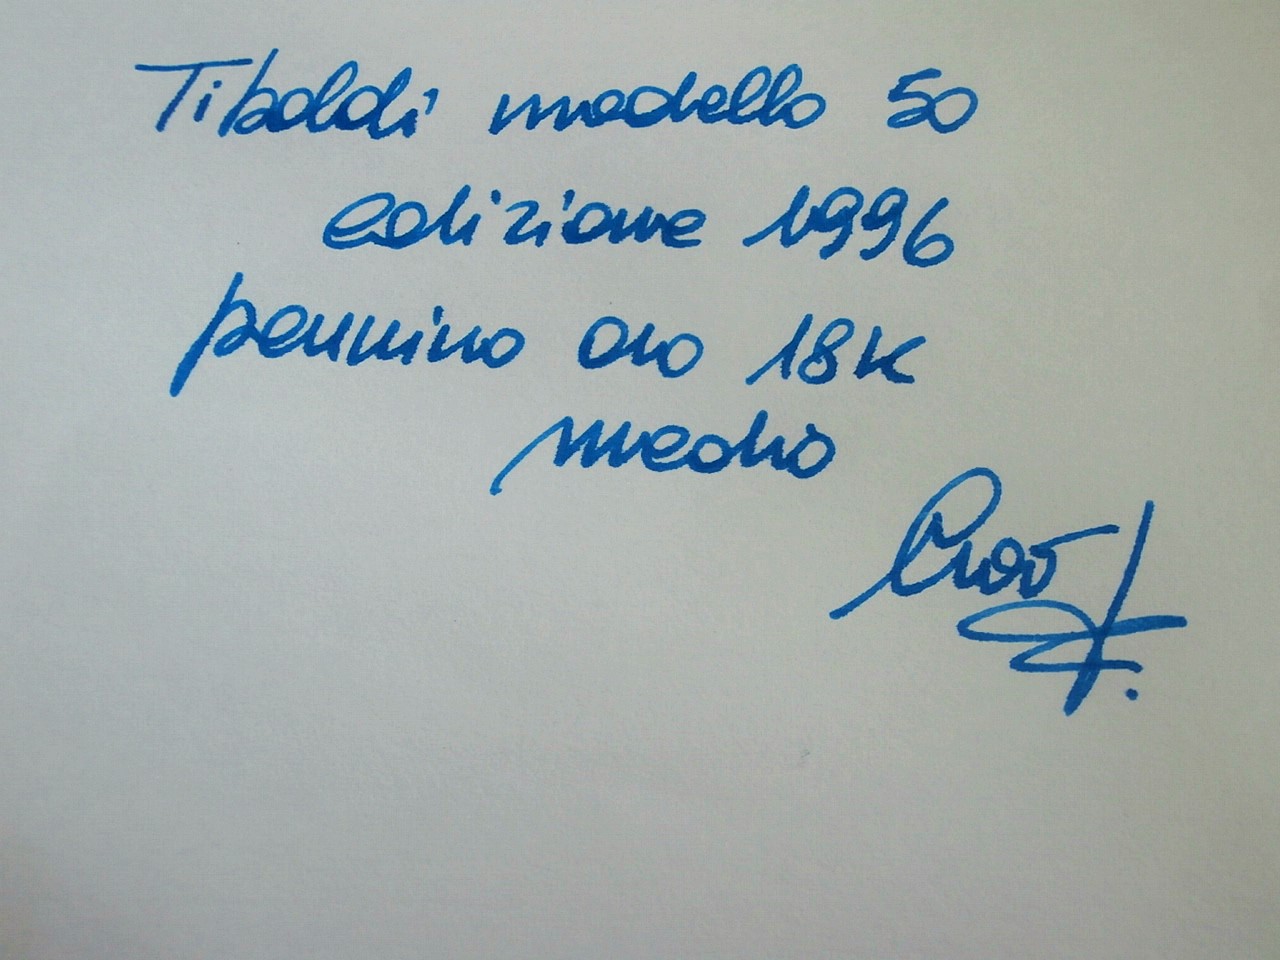 Tibaldi modello 50
edizione 1996
pennino oro 18K
medio